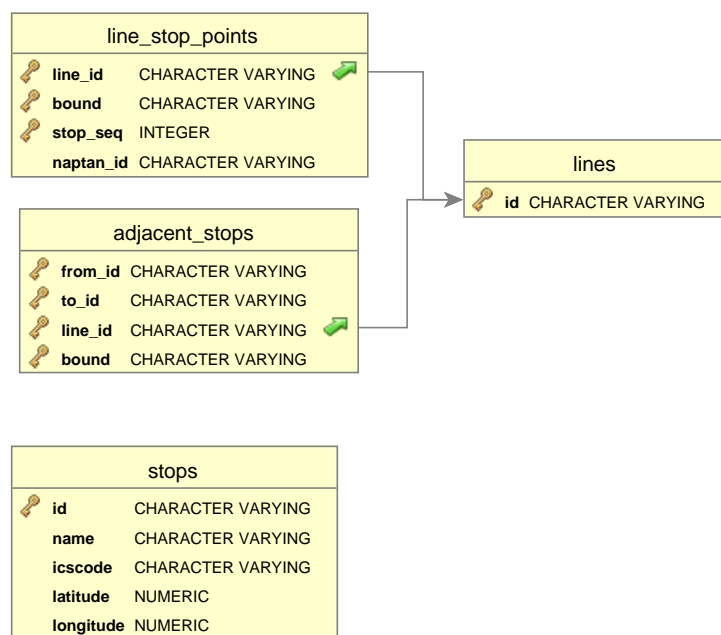 line_stop_points
line_id CHARACTER VARYING
bound CHARACTER VARYING
stop_seq INTEGER
naptan_id CHARACTER VARYING
lines
id CHARACTER VARYING
adjacent_stops
from_id CHARACTER VARYING
to_id CHARACTER VARYING
line_id CHARACTER VARYING
bound CHARACTER VARYING
stops
id CHARACTER VARYING
name CHARACTER VARYING
icscode CHARACTER VARYING
latitude NUMERIC
longitude NUMERIC